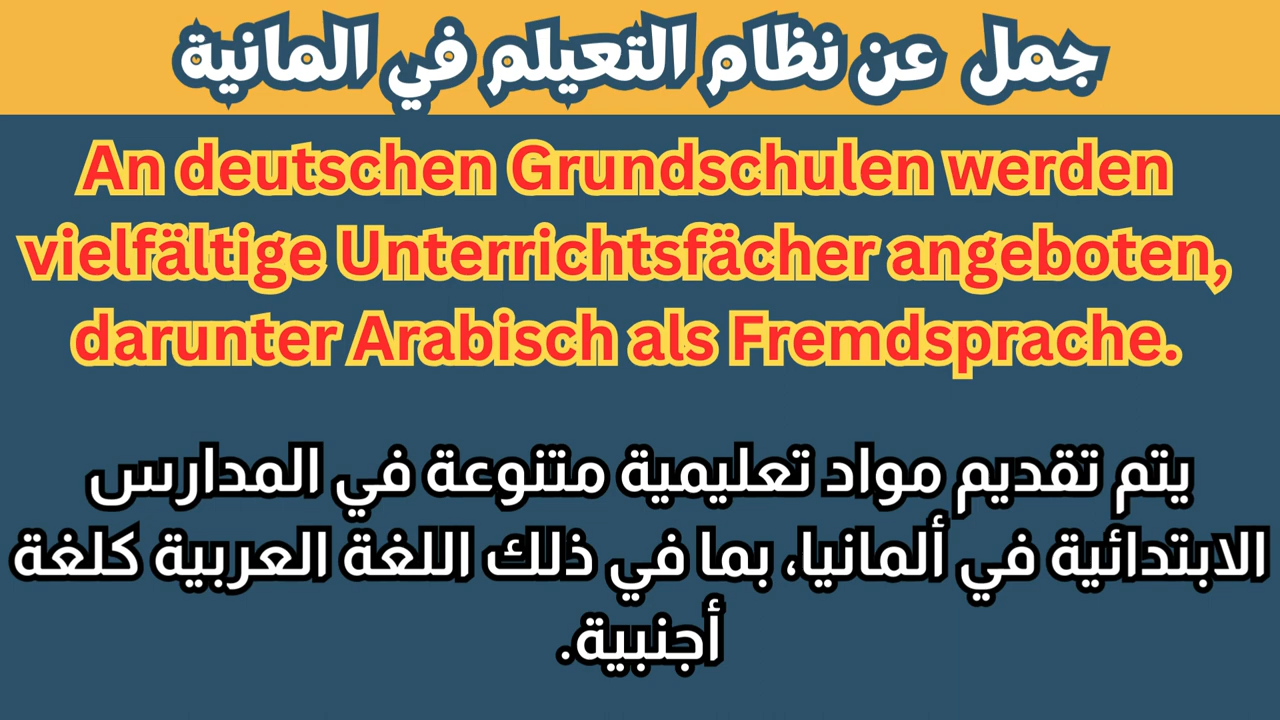 جمل عن نظام التعيلم في المانية
An deutschen Grundschulen werden
vielfältige Unterrichtsfächer angeboten,
darunter Arabisch als Fremdsprache.
يتم تقديم مواد تعليمية متنوعة في المدارس
الابتدائية في ألمانيا، بما في ذلك اللغة العربية كلغة
أجنبية.